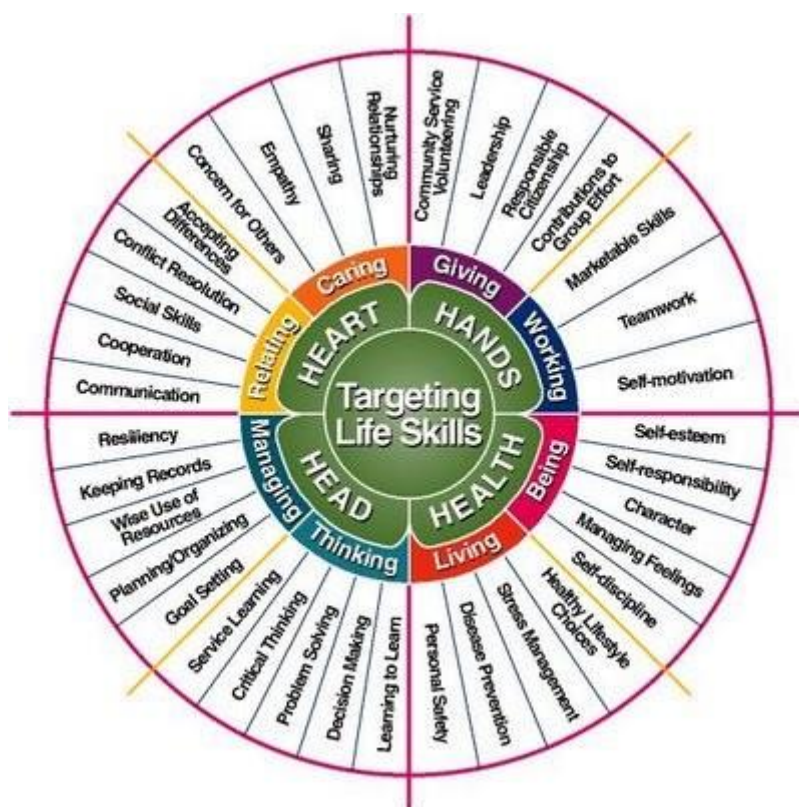 Targeting
Life Skills
HEART
HANDS
HEALTH
HEAD
Caring
Giving
Working
Being
Living
Thinking
Managing
Relating
Community Service
Volunteering
Leadership
Responsible
Citizenship
Contributions to
Group Effort
Marketable Skills
Teamwork
Self-motivation
Self-esteem
Self-responsibility
Character
Managing Feelings
Self-discipline
Healthy Lifestyle
Choices
Stress Management
Disease Prevention
Personal Safety
Learning to Learn
Decision Making
Problem Solving
Critical Thinking
Service Learning
Goal Setting
Planning/Organizing
Wise Use of
Resources
Keeping Records
Resiliency
Communication
Cooperation
Social Skills
Conflict Resolution
Accepting
Differences
Concern for Others
Empathy
Sharing
Nurturing
Relationships